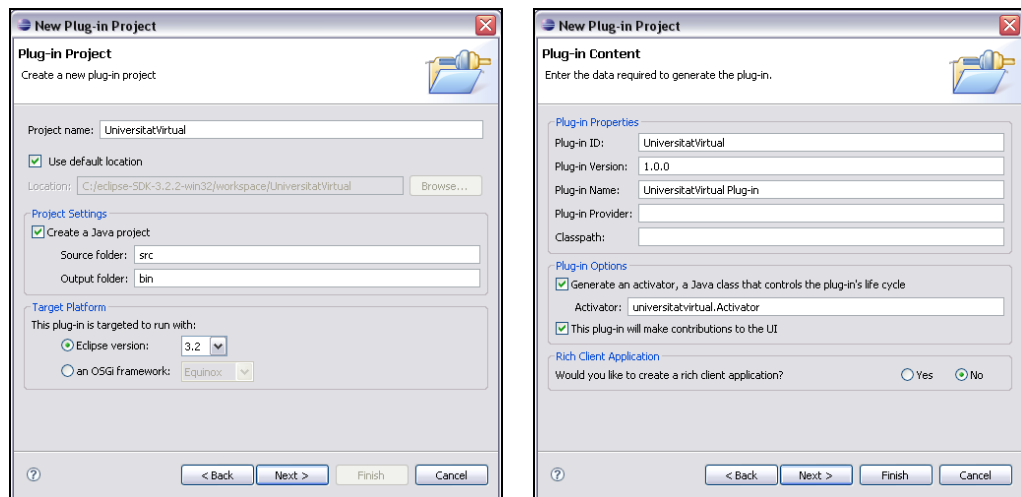 New Plug-in Project
Plug-in Project
Create a new plug-in project
Project name: UniversitatVirtual
Use default location
Location: C:/eclipse-SDK-3.2.2-win32/workspace/UniversitatVirtual Browse...
Project Settings
Create a Java project
Source folder: src
Output folder: bin
Target Platform
This plug-in is targeted to run with:
Eclipse version: 3.2
an OSGi framework: Equinox
? < Back Next > Finish Cancel
New Plug-in Project
Plug-in Content
Enter the data required to generate the plug-in.
Plug-in Properties
Plug-in ID: UniversitatVirtual
Plug-in Version: 1.0.0
Plug-in Name: UniversitatVirtual Plug-in
Plug-in Provider:
Classpath:
Plug-in Options
Generate an activator, a Java class that controls the plug-in's life cycle
Activator: universitatvirtual.Activator
This plug-in will make contributions to the UI
Rich Client Application
Would you like to create a rich client application? Yes No
? < Back Next > Finish Cancel